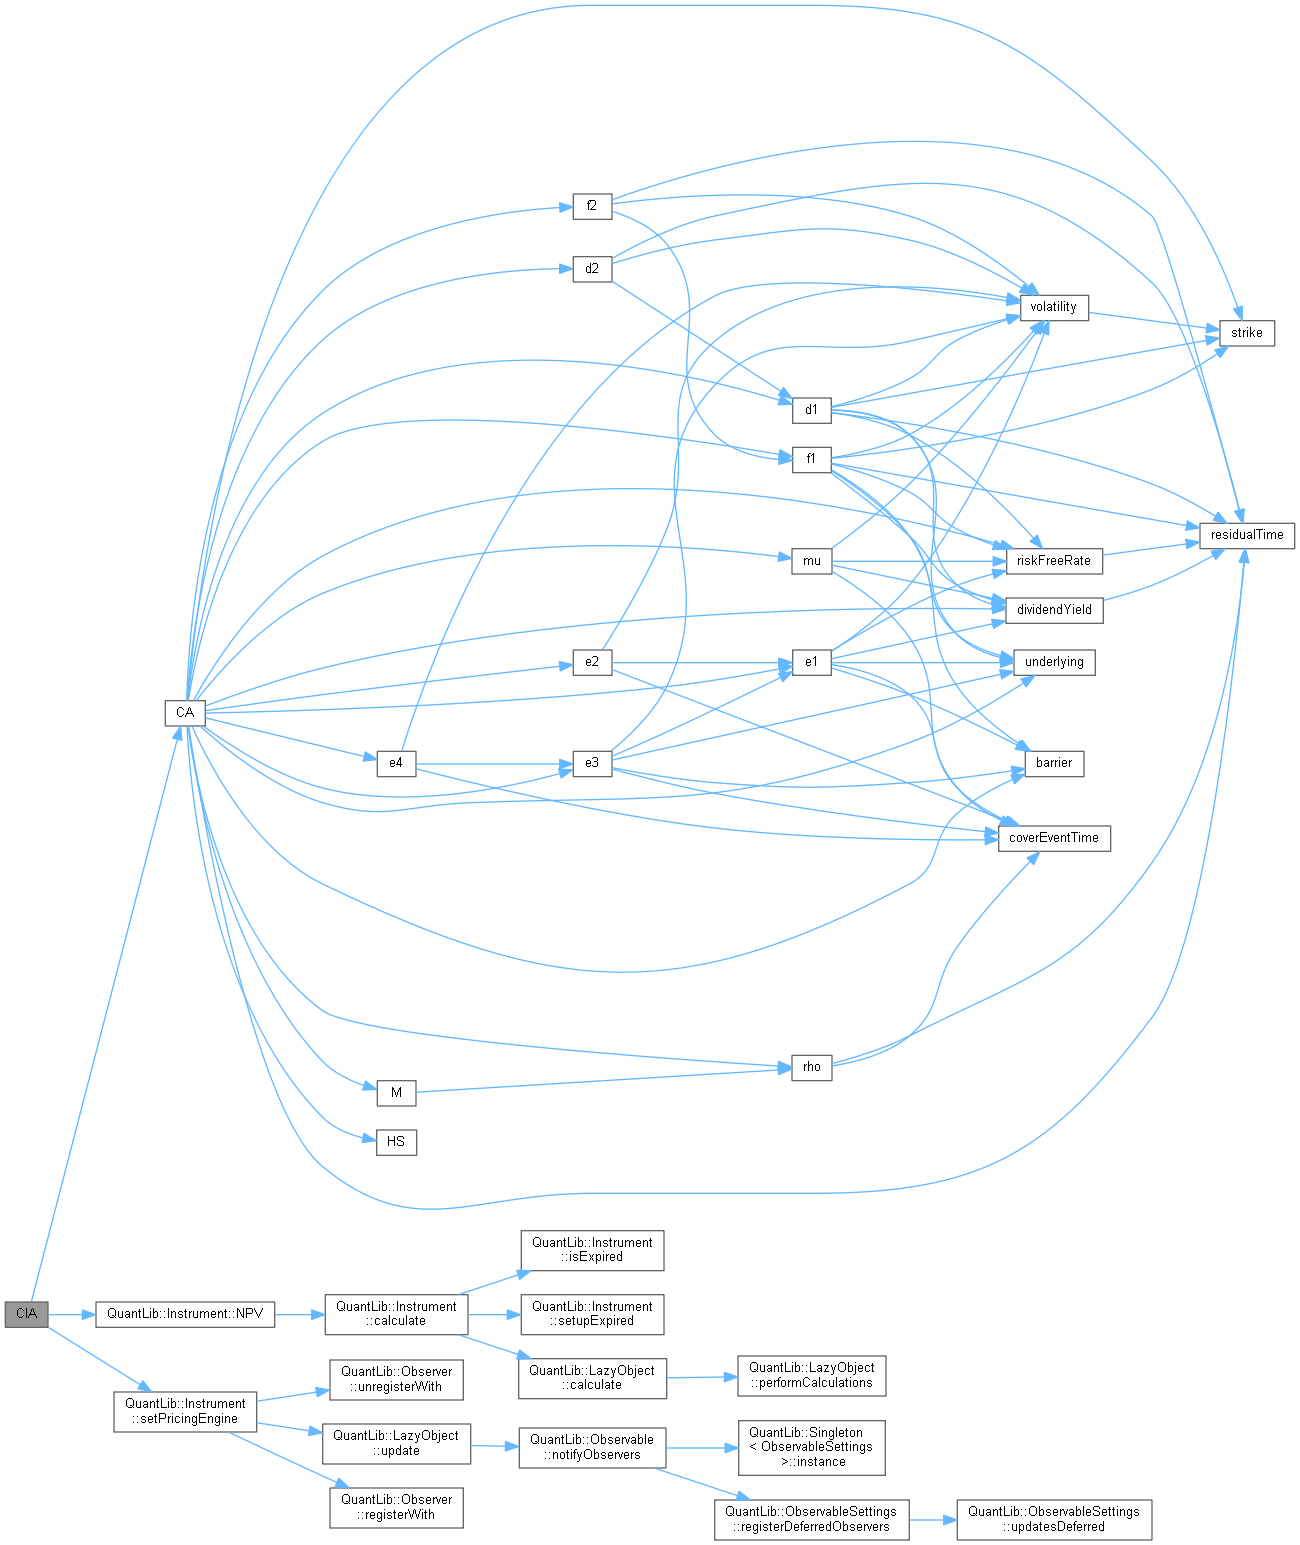 f2
d2
volatility
strike
d1
f1
residualTime
mu
riskFreeRate
dividendYield
e2
e1
underlying
CA
e4
e3
barrier
coverEventTime
rho
M
HS
QuantLib::Instrument
::isExpired
CIA
QuantLib::Instrument::NPV
QuantLib::Instrument
::calculate
QuantLib::Instrument
::setupExpired
QuantLib::LazyObject
::calculate
QuantLib::LazyObject
::performCalculations
QuantLib::Observer
::unregisterWith
QuantLib::Instrument
::setPricingEngine
QuantLib::LazyObject
::update
QuantLib::Observable
::notifyObservers
QuantLib::Singleton
< ObservableSettings
>::instance
QuantLib::Observer
::registerWith
QuantLib::ObservableSettings
::registerDeferredObservers
QuantLib::ObservableSettings
::updatesDeferred